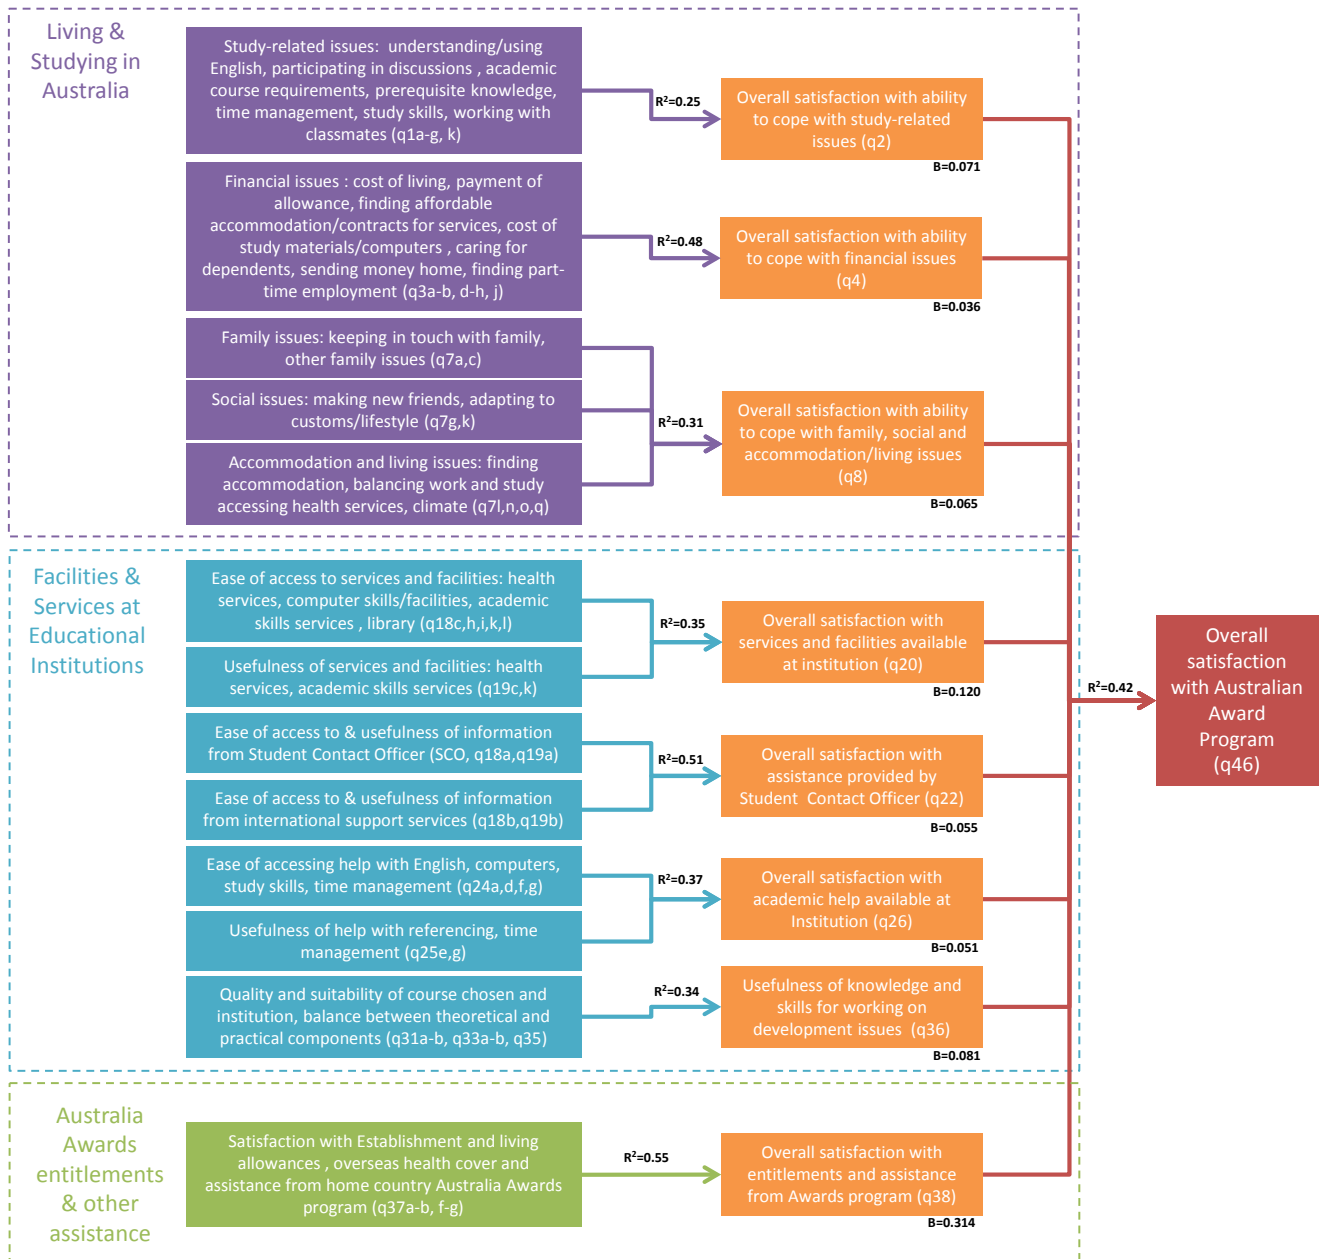 Living &
Studying in
Australia
Study-related issues:  understanding/using
English, participating in discussions , academic
course requirements, prerequisite knowledge,
time management, study skills, working with
classmates (q1a-g, k)
R²=0.25
Overall satisfaction with ability
to cope with study-related
issues (q2)
B=0.071
Financial issues : cost of living, payment of
allowance, finding affordable
accommodation/contracts for services, cost of
study materials/computers , caring for
dependents, sending money home, finding part-
time employment (q3a-b, d-h, j)
R²=0.48
Overall satisfaction with ability
to cope with financial issues
(q4)
B=0.036
Family issues: keeping in touch with family,
other family issues (q7a,c)
Social issues: making new friends, adapting to
customs/lifestyle (q7g,k)
Accommodation and living issues: finding
accommodation, balancing work and study
accessing health services, climate (q7l,n,o,q)
R²=0.31
Overall satisfaction with ability
to cope with family, social and
accommodation/living issues
(q8)
B=0.065
Facilities &
Services at
Educational
Institutions
Ease of access to services and facilities: health
services, computer skills/facilities, academic
skills services , library (q18c,h,i,k,l)
Usefulness of services and facilities: health
services, academic skills services (q19c,k)
R²=0.35
Overall satisfaction with
services and facilities available
at institution (q20)
B=0.120
Ease of access to & usefulness of information
from Student Contact Officer (SCO, q18a,q19a)
Ease of access to & usefulness of information
from international support services (q18b,q19b)
R²=0.51
Overall satisfaction with
assistance provided by
Student  Contact Officer (q22)
B=0.055
Ease of accessing help with English, computers,
study skills, time management (q24a,d,f,g)
Usefulness of help with referencing, time
management (q25e,g)
R²=0.37
Overall satisfaction with
academic help available at
Institution (q26)
B=0.051
Quality and suitability of course chosen and
institution, balance between theoretical and
practical components (q31a-b, q33a-b, q35)
R²=0.34
Usefulness of knowledge and
skills for working on
development issues  (q36)
B=0.081
Australia
Awards
entitlements
& other
assistance
Satisfaction with Establishment and living
allowances , overseas health cover and
assistance from home country Australia Awards
program (q37a-b, f-g)
R²=0.55
Overall satisfaction with
entitlements and assistance
from Awards program (q38)
B=0.314
R²=0.42
Overall
satisfaction
with Australian
Award
Program
(q46)